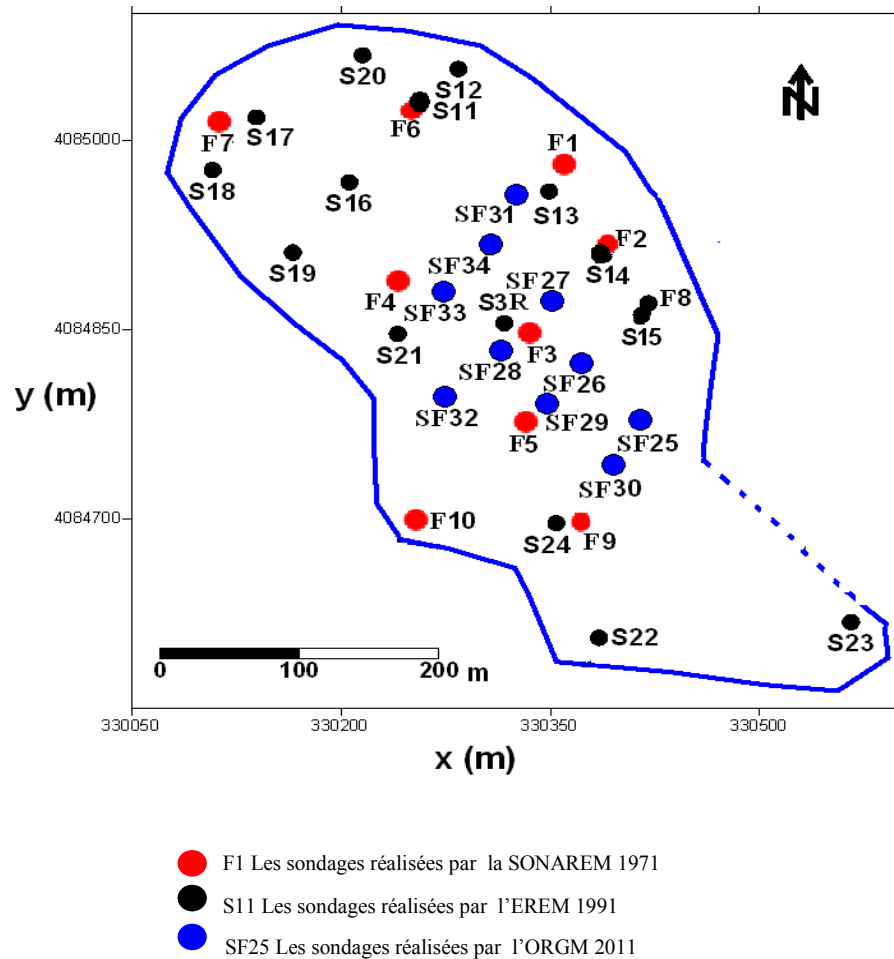 S20
S12
N
S11
F6
4085000
F7
S17
F1
S18
S16
SF31
S13
F2
SF34
S14
S19
SF27
F8
F4
SF33
S3R
S15
4084850
S21
F3
SF28
SF26
y (m)
SF32
SF29
SF25
F5
SF30
4084700
F10
S24
F9
S22
S23
0 100 200 m
330050 330200 330350 330500
x (m)
F1 Les sondages réalisées par la SONAREM 1971
S11 Les sondages réalisées par l'EREM 1991
SF25 Les sondages réalisées par l'ORGM 2011